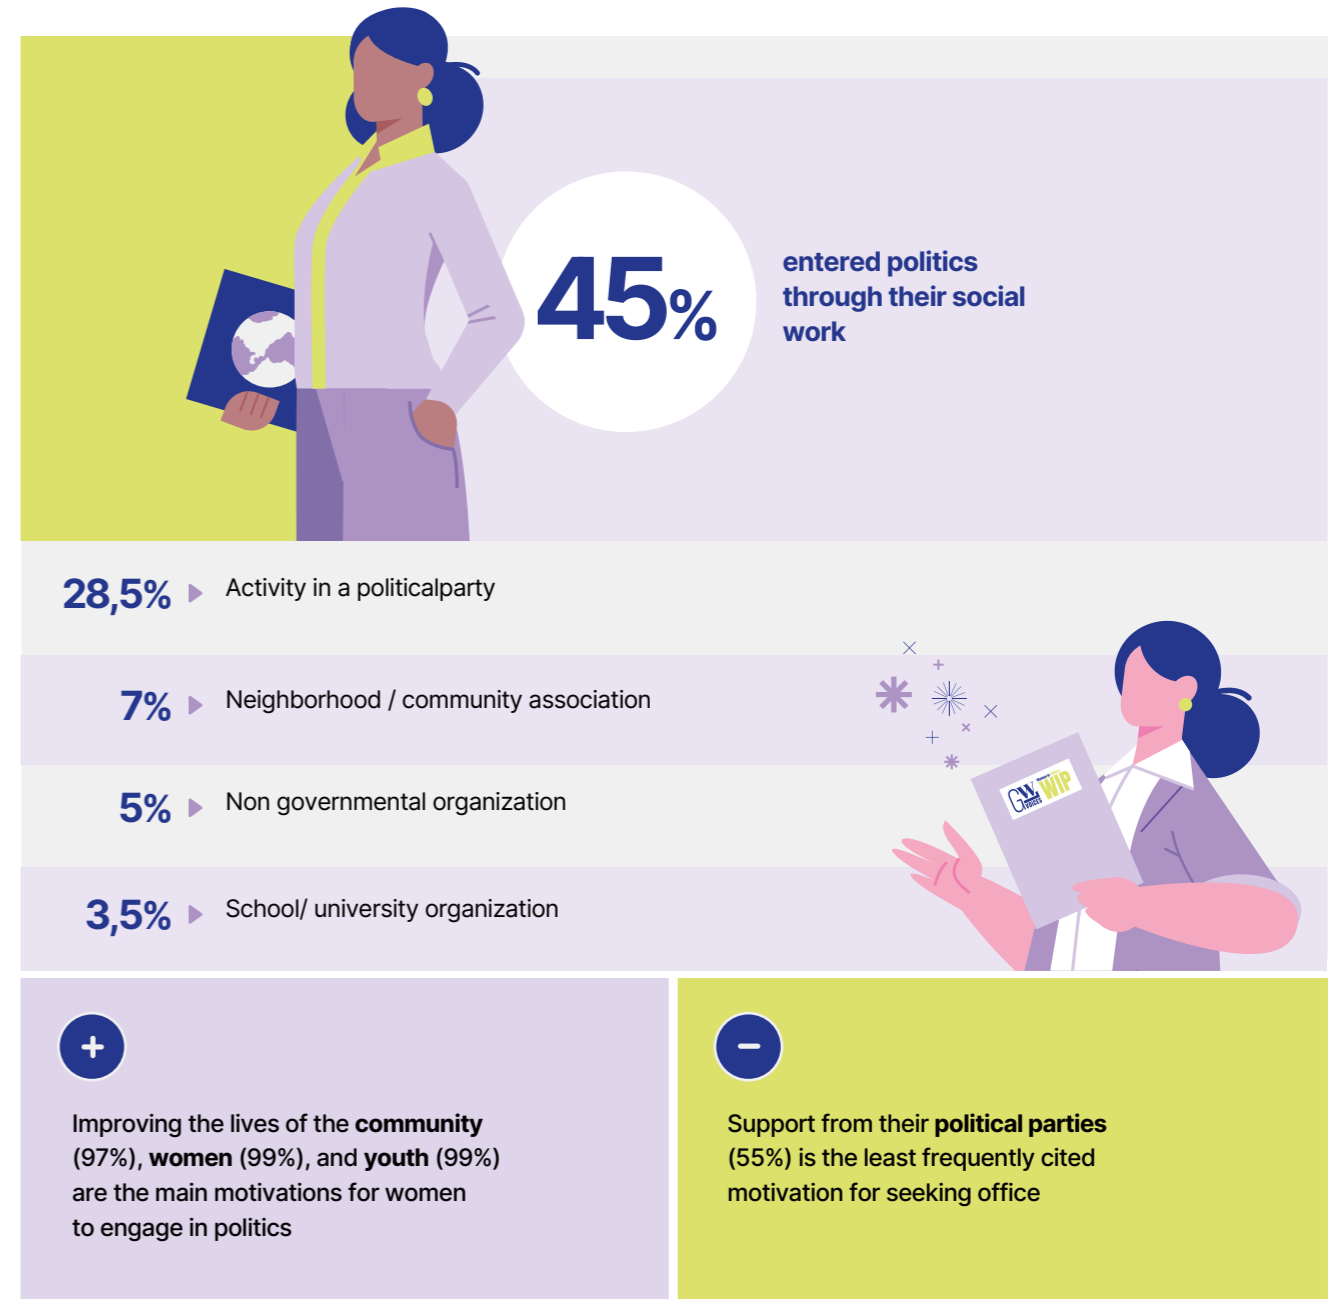 45%
entered politics
through their social
work
28,5% Activity in a politicalparty
7% Neighborhood / community association
GWL
VOICES
WIP
5% Non governmental organization
3,5% School/ university organization
Improving the lives of the community
(97%), women (99%), and youth (99%)
are the main motivations for women
to engage in politics
Support from their political parties
(55%) is the least frequently cited
motivation for seeking office